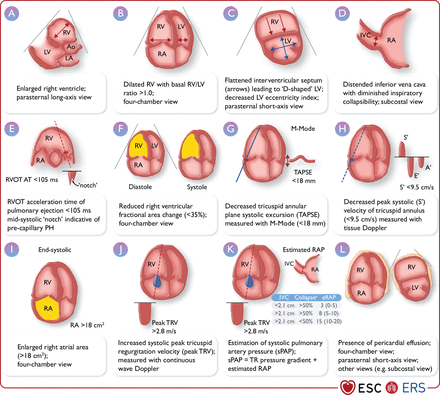 A
RV
Ao
LV
LA
Enlarged right ventricle;
parasternal long-axis view
B
RV
LV
RA
Dilated RV with basal RV/LV
ratio >1.0;
four-chamber view
C
RV
LV
Flattened interventricular septum
(arrows) leading to 'D-shaped' LV;
decreased LV eccentricity index;
parasternal short-axis view
D
IVC
RA
Distended inferior vena cava
with diminished inspiratory
collapsibility; subcostal view
E
RV
RA
RVOT AT <105 ms
'notch'
RVOT acceleration time of
pulmonary ejection <105 ms
mid-systolic 'notch' indicative of
pre-capillary PH
F
RV
LV
Diastole
Systole
Reduced right ventricular
fractional area change (<35%);
four-chamber view
G
M-Mode
TAPSE
<18 mm
Decreased tricuspid annular
plane systolic excursion (TAPSE)
measured with M-Mode (<18 mm)
H
S'
E'
A'
S' <9.5 cm/s
Decreased peak systolic (S')
velocity of tricuspid annulus
(<9.5 cm/s) measured with
tissue Doppler
I
End-systolic
RA
RA >18 cm²
Enlarged right atrial area
(>18 cm²);
four-chamber view
J
RV
RA
Peak TRV
>2.8 m/s
Increased systolic peak tricuspid
regurgitation velocity (peak TRV);
measured with continuous
wave Doppler
K
Estimated RAP
RV
IVC
RA
IVC Collapse eRAP
<2.1 cm >50% 3 (0-5)
>2.1 cm >50% 8 (5-10)
>2.1 cm <50% 15 (10-20)
Peak TRV
>2.8 m/s
Estimation of systolic pulmonary
artery pressure (sPAP);
sPAP = TR pressure gradient +
estimated RAP
L
RV
RA
RV
LV
Presence of pericardial effusion;
four-chamber view;
parasternal short-axis view;
other views (e.g. subcostal view)
ESC
ERS